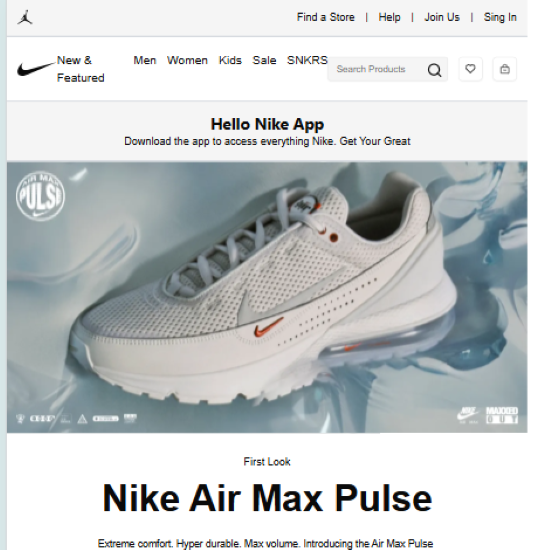 Find a Store | Help | Join Us | Sing In
New & Featured Men Women Kids Sale SNKRS Search Products
Hello Nike App
Download the app to access everything Nike. Get Your Great
AIR MAX
PULSE
NIKE MAXXED
OUT
First Look
Nike Air Max Pulse
Extreme comfort. Hyper durable. Max volume. Introducing the Air Max Pulse